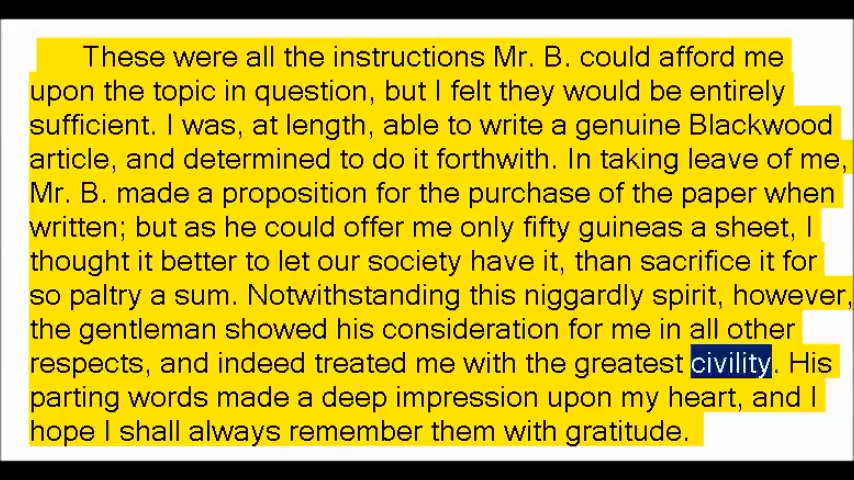 These were all the instructions Mr. B. could afford me
upon the topic in question, but I felt they would be entirely
sufficient. I was, at length, able to write a genuine Blackwood
article, and determined to do it forthwith. In taking leave of me,
Mr. B. made a proposition for the purchase of the paper when
written; but as he could offer me only fifty guineas a sheet, I
thought it better to let our society have it, than sacrifice it for
so paltry a sum. Notwithstanding this niggardly spirit, however,
the gentleman showed his consideration for me in all other
respects, and indeed treated me with the greatest civility. His
parting words made a deep impression upon my heart, and I
hope I shall always remember them with gratitude.